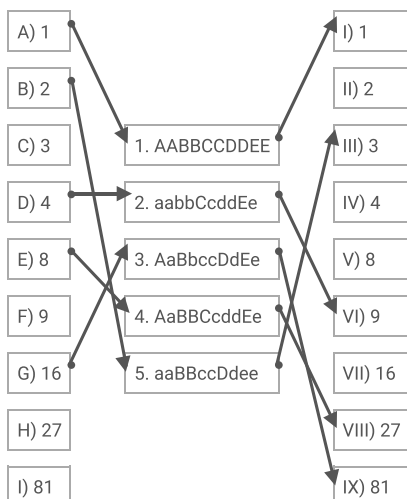 A) 1
B) 2
C) 3
D) 4
E) 8
F) 9
G) 16
H) 27
I) 81
1. AABBCCDDEE
2. aabbCcddEe
3. AaBbccDdEe
4. AaBBCcddEe
5. aaBBccDdee
I) 1
II) 2
III) 3
IV) 4
V) 8
VI) 9
VII) 16
VIII) 27
IX) 81